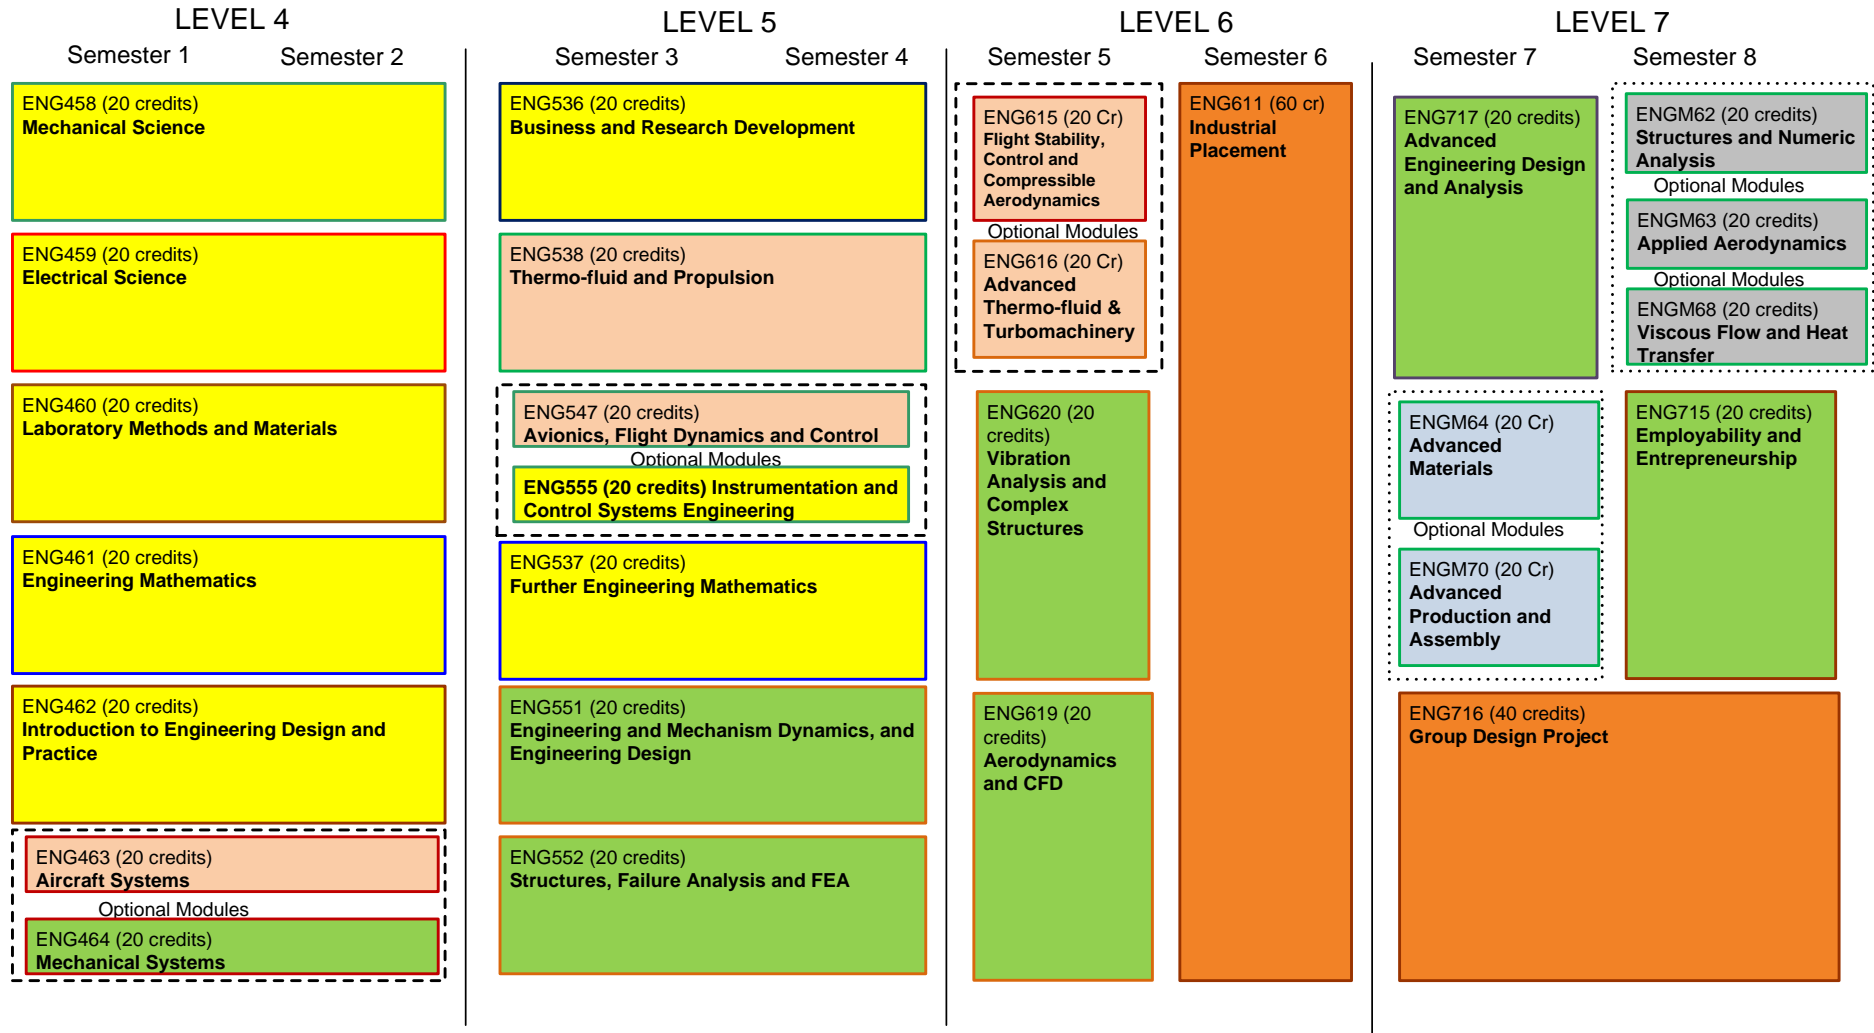 LEVEL 4
Semester 1
Semester 2
ENG458 (20 credits)
Mechanical Science
ENG459 (20 credits)
Electrical Science
ENG460 (20 credits)
Laboratory Methods and Materials
ENG461 (20 credits)
Engineering Mathematics
ENG462 (20 credits)
Introduction to Engineering Design and
Practice
ENG463 (20 credits)
Aircraft Systems
Optional Modules
ENG464 (20 credits)
Mechanical Systems
LEVEL 5
Semester 3
Semester 4
ENG536 (20 credits)
Business and Research Development
ENG538 (20 credits)
Thermo-fluid and Propulsion
ENG547 (20 credits)
Avionics, Flight Dynamics and Control
Optional Modules
ENG555 (20 credits) Instrumentation and
Control Systems Engineering
ENG537 (20 credits)
Further Engineering Mathematics
ENG551 (20 credits)
Engineering and Mechanism Dynamics, and
Engineering Design
ENG552 (20 credits)
Structures, Failure Analysis and FEA
LEVEL 6
Semester 5
Semester 6
ENG615 (20 Cr)
Flight Stability,
Control and
Compressible
Aerodynamics
Optional Modules
ENG616 (20 Cr)
Advanced
Thermo-fluid &
Turbomachinery
ENG620 (20
credits)
Vibration
Analysis and
Complex
Structures
ENG619 (20
credits)
Aerodynamics
and CFD
ENG611 (60 cr)
Industrial
Placement
LEVEL 7
Semester 7
Semester 8
ENG717 (20 credits)
Advanced
Engineering Design
and Analysis
ENGM64 (20 Cr)
Advanced
Materials
Optional Modules
ENGM70 (20 Cr)
Advanced
Production and
Assembly
ENGM62 (20 credits)
Structures and Numeric
Analysis
Optional Modules
ENGM63 (20 credits)
Applied Aerodynamics
Optional Modules
ENGM68 (20 credits)
Viscous Flow and Heat
Transfer
ENG715 (20 credits)
Employability and
Entrepreneurship
ENG716 (40 credits)
Group Design Project